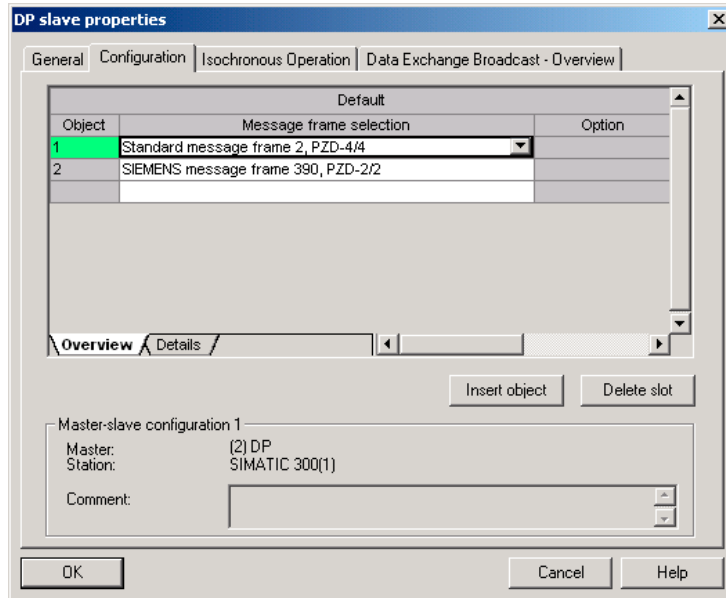 DP slave properties
General Configuration Isochronous Operation Data Exchange Broadcast - Overview
Default
Object Message frame selection Option
1 Standard message frame 2, PZD-4/4
2 SIEMENS message frame 390, PZD-2/2
Overview Details
Insert object Delete slot
Master-slave configuration 1
Master: (2) DP
Station: SIMATIC 300(1)
Comment:
OK Cancel Help